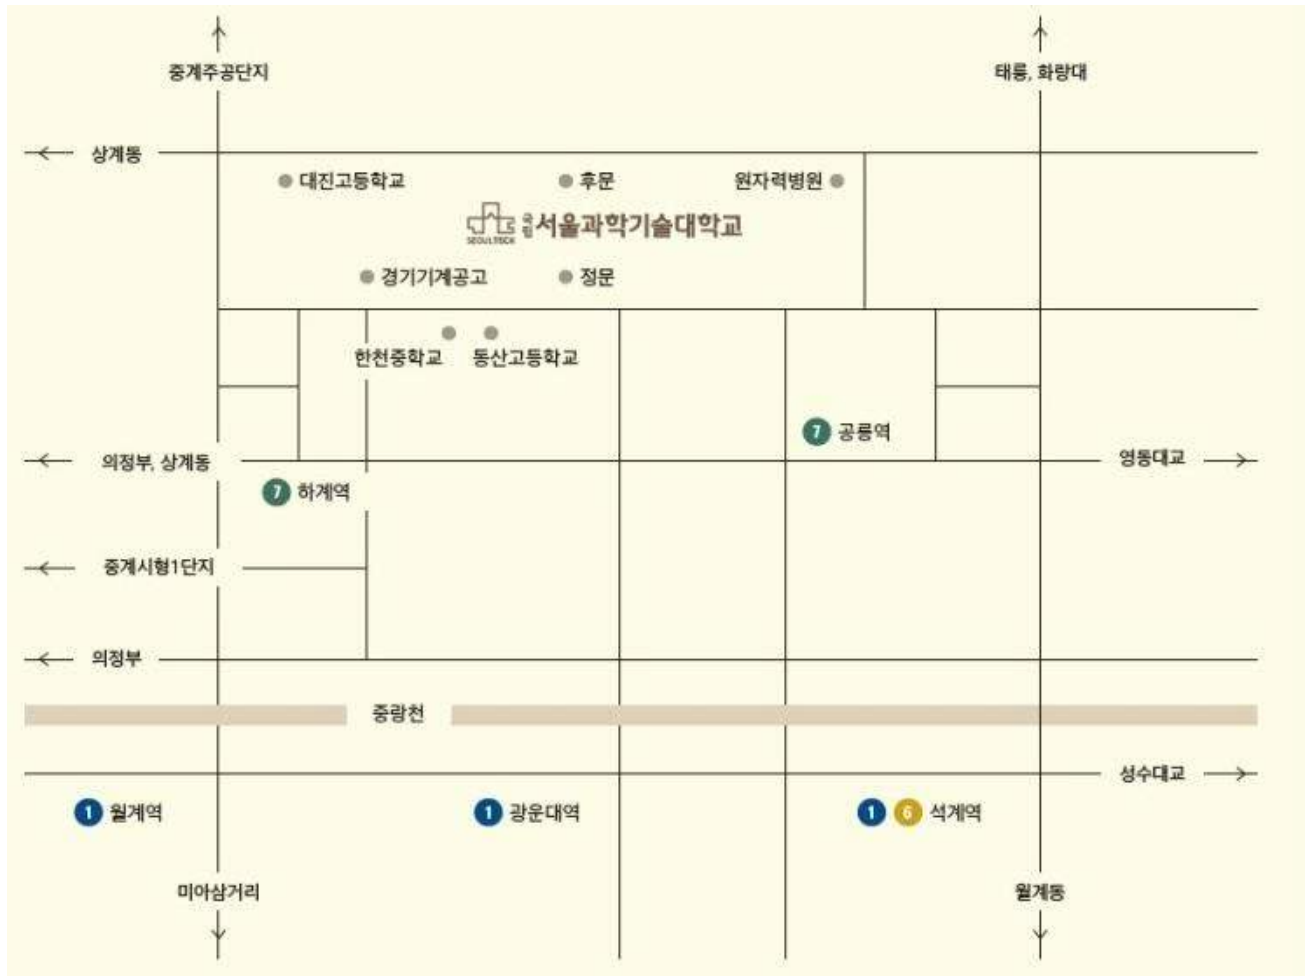 중계주공단지
태릉, 화랑대
상계동
대진고등학교
후문
원자력병원
SEOULTECH
국립 서울과학기술대학교
경기기계공고
정문
한천중학교
동산고등학교
7 공릉역
의정부, 상계동
영동대교
7 하계역
중계시형1단지
의정부
중랑천
성수대교
1 월계역
1 광운대역
1 6 석계역
미아삼거리
월계동